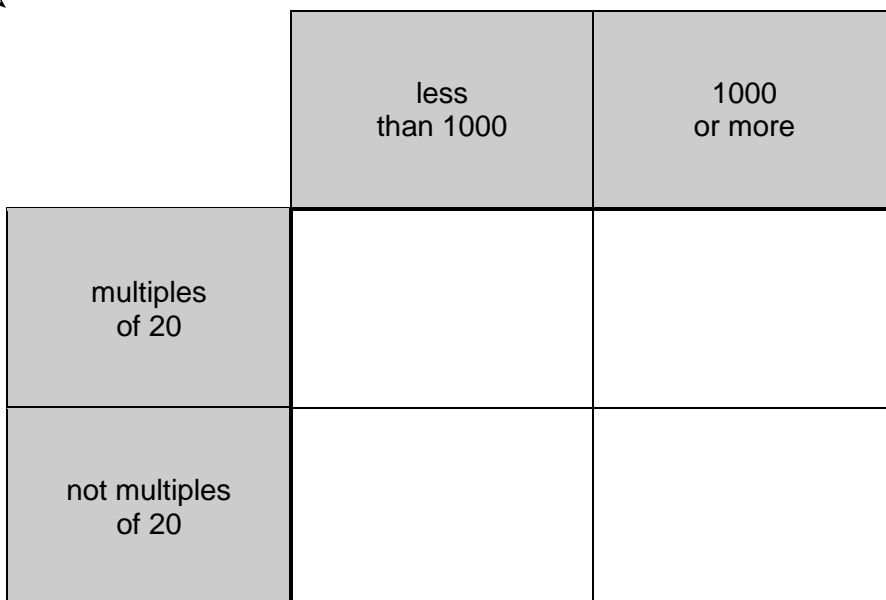 less
than 1000
1000
or more
multiples
of 20
not multiples
of 20